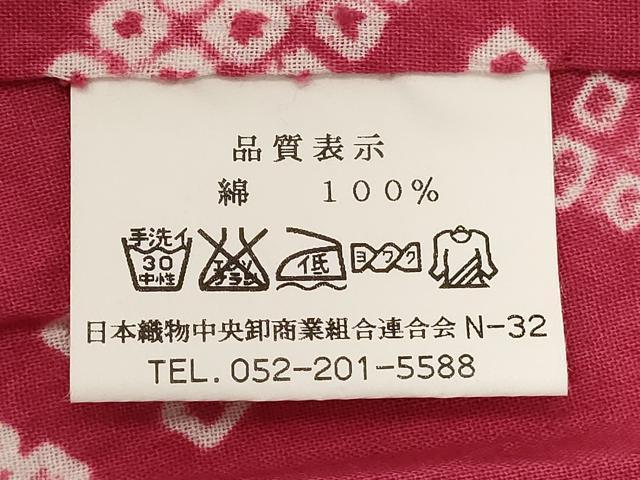 品質表示
綿 100%
手洗イ 30 中性 エンソ サラシ イ 低 ヨワク
日本織物中央卸商業組合連合会 N-32
TEL. 052-201-5588